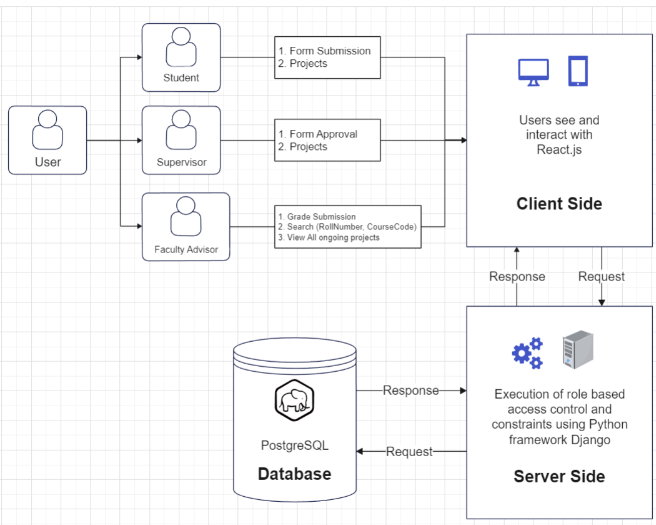 Student
1. Form Submission
2. Projects
User
Supervisor
1. Form Approval
2. Projects
Faculty Advisor
1. Grade Submission
2. Search (RollNumber, CourseCode)
3. View All ongoing projects
Users see and
interact with
React.js
Client Side
Response
Request
Execution of role based
access control and
constraints using Python
framework Django
Server Side
Response
Request
PostgreSQL
Database